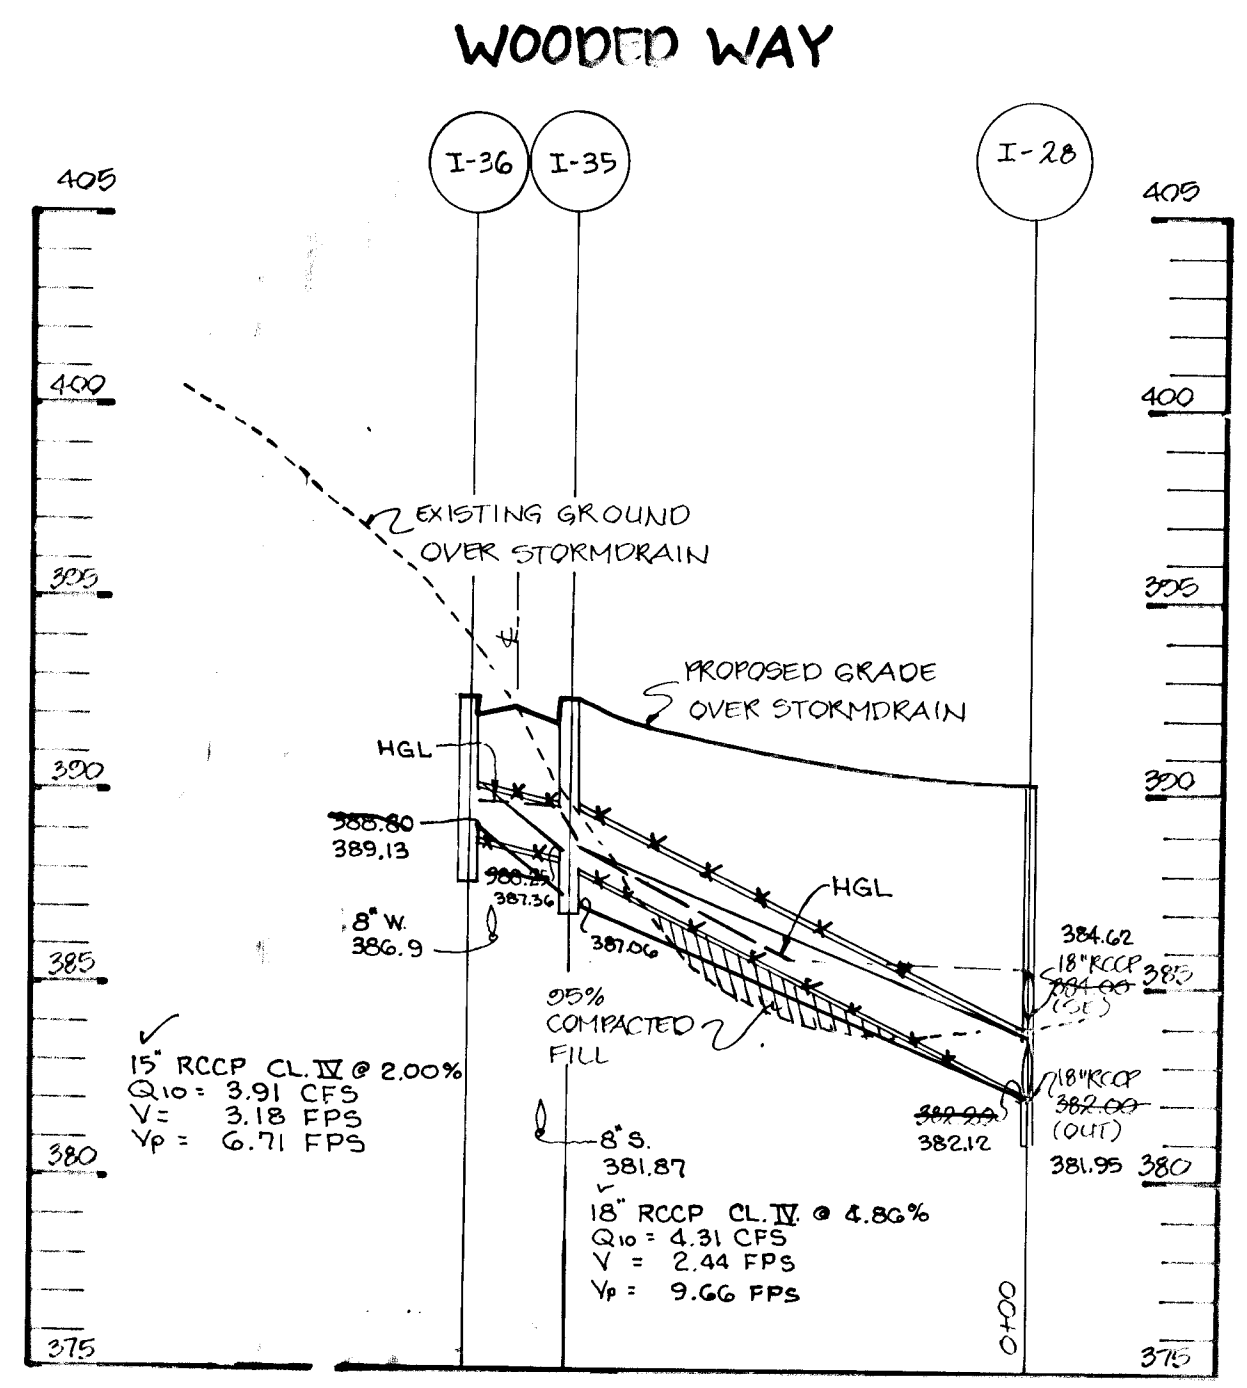 WOODED WAY
I-36
I-35
I-28
405
405
400
400
EXISTING GROUND
OVER STORMDRAIN
395
395
PROPOSED GRADE
OVER STORMDRAIN
HGL
390
390
388.80
389.13
988.25
387.36
HGL
8" W.
386.9
387.06
384.62
18" RCCP
384.00
(SE)
385
385
95%
COMPACTED
FILL
15" RCCP CL. IV @ 2.00%
Q10 = 3.91 CFS
V = 3.18 FPS
Vp = 6.71 FPS
18" RCCP
382.00
(OUT)
381.95
382.20
382.12
8" S.
381.87
380
380
18" RCCP CL. IV. @ 4.86%
Q10 = 4.31 CFS
V = 2.44 FPS
Vp = 9.66 FPS
0+00
375
375